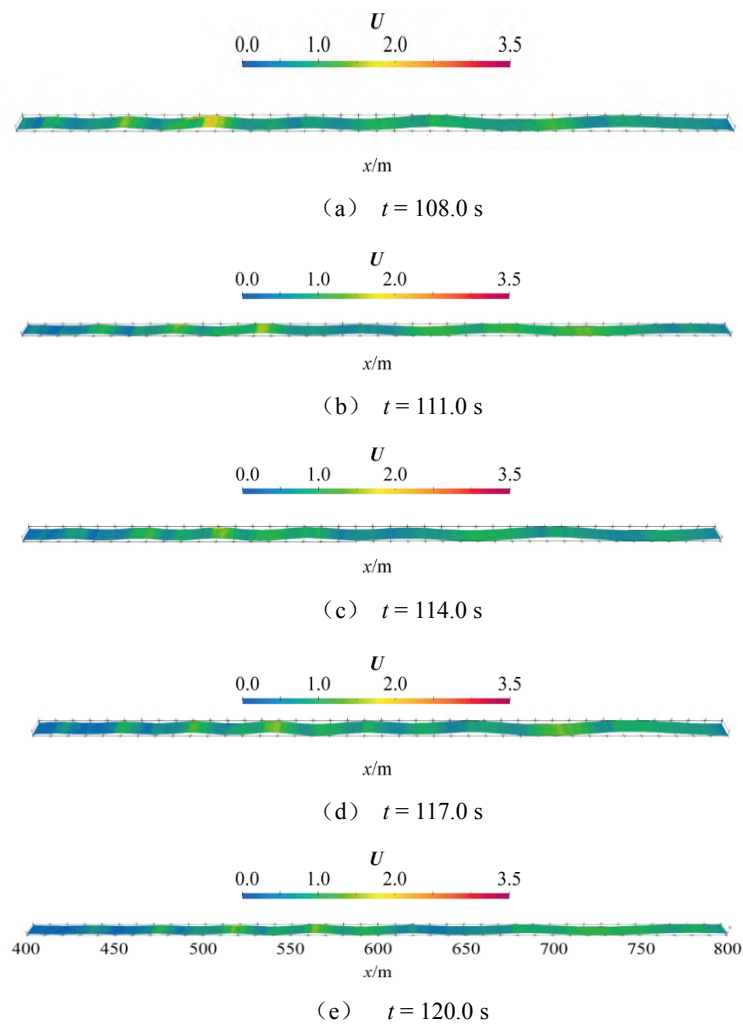 U
0.0 1.0 2.0 3.5
x/m
（a） t = 108.0 s
U
0.0 1.0 2.0 3.5
x/m
（b） t = 111.0 s
U
0.0 1.0 2.0 3.5
x/m
（c） t = 114.0 s
U
0.0 1.0 2.0 3.5
x/m
（d） t = 117.0 s
U
0.0 1.0 2.0 3.5
400 450 500 550 600 650 700 750 800
x/m
（e） t = 120.0 s